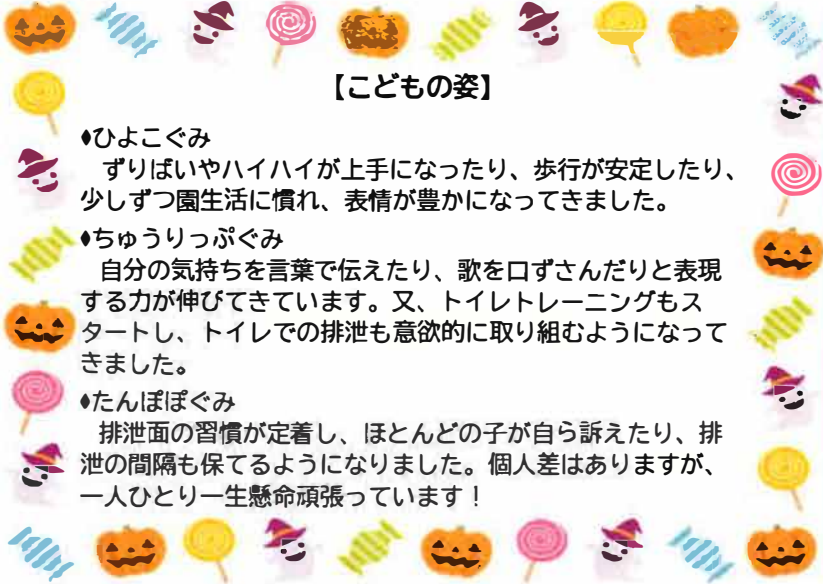 【こどもの姿】
♦ひよこぐみ
ずりばいやハイハイが上手になったり、歩行が安定したり、
少しずつ園生活に慣れ、表情が豊かになってきました。
♦ちゅうりっぷぐみ
自分の気持ちを言葉で伝えたり、歌を口ずさんだりと表現
する力が伸びてきています。又、トイレトレーニングもス
タートし、トイレでの排泄も意欲的に取り組むようになって
きました。
♦たんぽぽぐみ
排泄面の習慣が定着し、ほとんどの子が自ら訴えたり、排
泄の間隔も保てるようになりました。個人差はありますが、
一人ひとり一生懸命頑張っています！